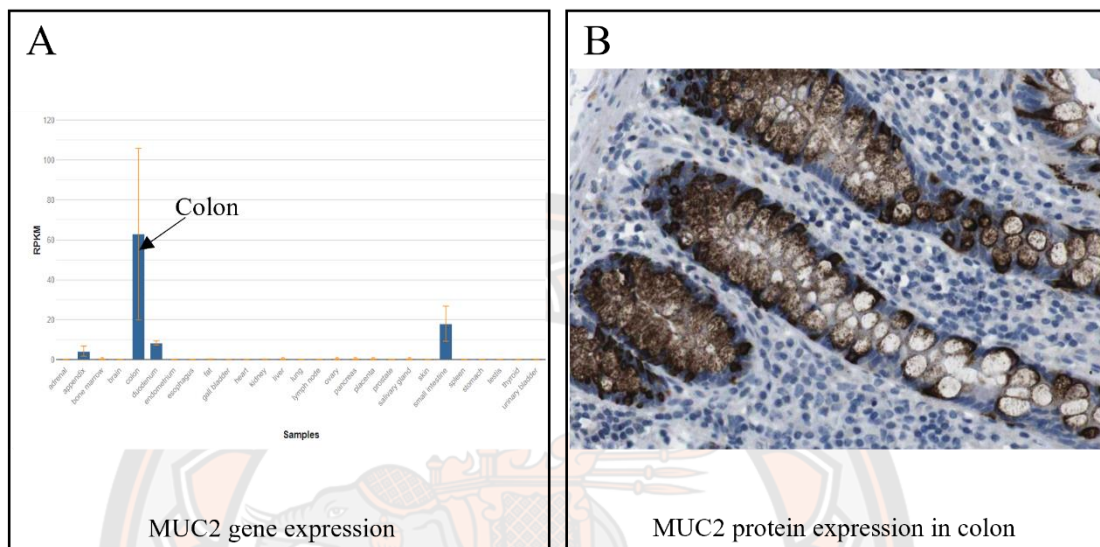 A
120
100
80
60
40
20
0
RPKM
Colon
adrenal
appendix
bone marrow
brain
colon
duodenum
endometrium
esophagus
fat
gall bladder
heart
kidney
liver
lung
lymph node
ovary
pancreas
placenta
prostate
salivary gland
skin
small intestine
spleen
stomach
testis
thyroid
urinary bladder
Samples
MUC2 gene expression
B
MUC2 protein expression in colon